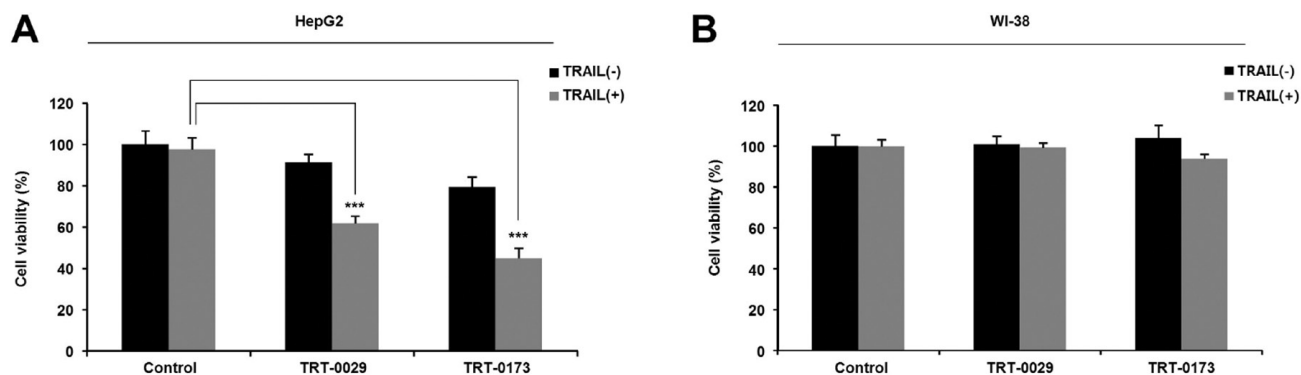 A
HepG2
TRAIL(-)
TRAIL(+)
Cell viability (%)
120
100
80
60
40
20
0
***
***
Control
TRT-0029
TRT-0173
B
WI-38
TRAIL(-)
TRAIL(+)
Cell viability (%)
120
100
80
60
40
20
0
Control
TRT-0029
TRT-0173